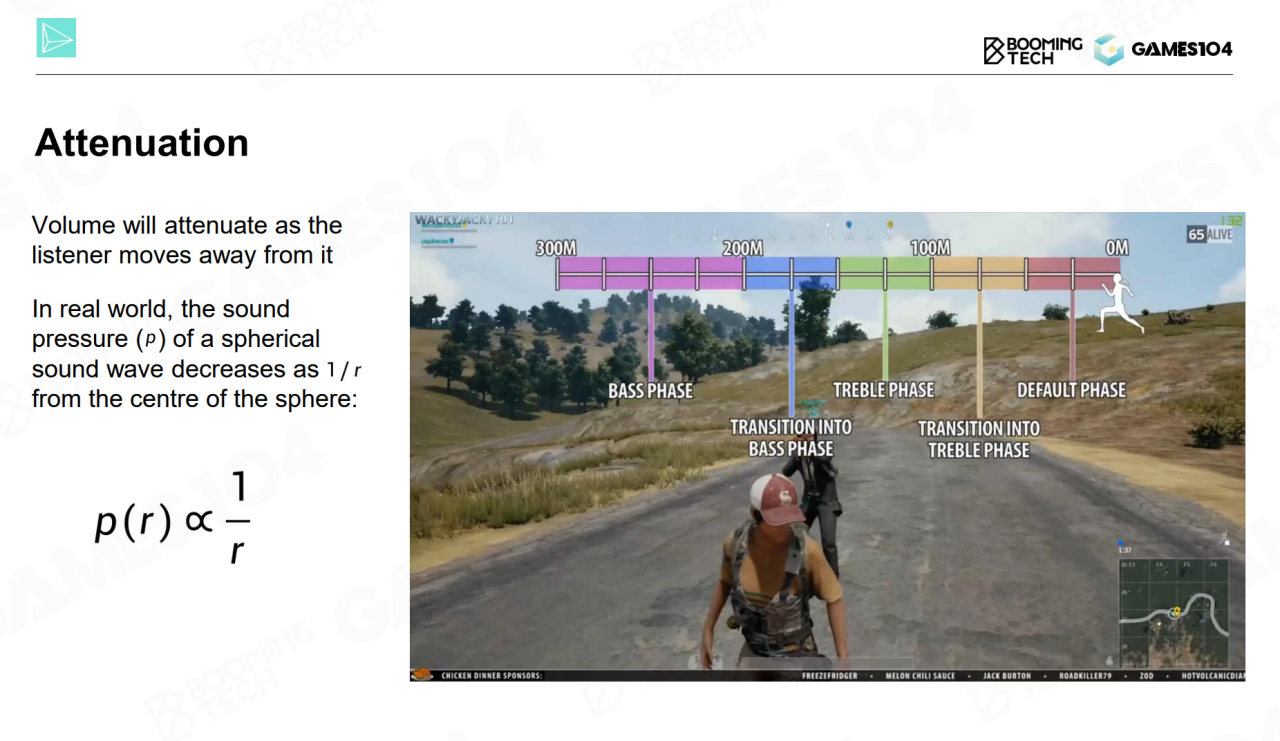 BOOMING
TECH
GAMES104
Attenuation
Volume will attenuate as the
listener moves away from it
In real world, the sound
pressure (p) of a spherical
sound wave decreases as 1/r
from the centre of the sphere:
p(r) ∝ 1/r
WACKYJACKY101
132
65 ALIVE
300M 200M 100M 0M
BASS PHASE
TREBLE PHASE
DEFAULT PHASE
TRANSITION INTO
BASS PHASE
TRANSITION INTO
TREBLE PHASE
1:37
CHICKEN DINNER SPONSORS: FREEZEFRIDGER • MELON CHILI SAUCE • JACK BURTON • ROADKILLER79 • ZOD • HOTVOLCANICDIA